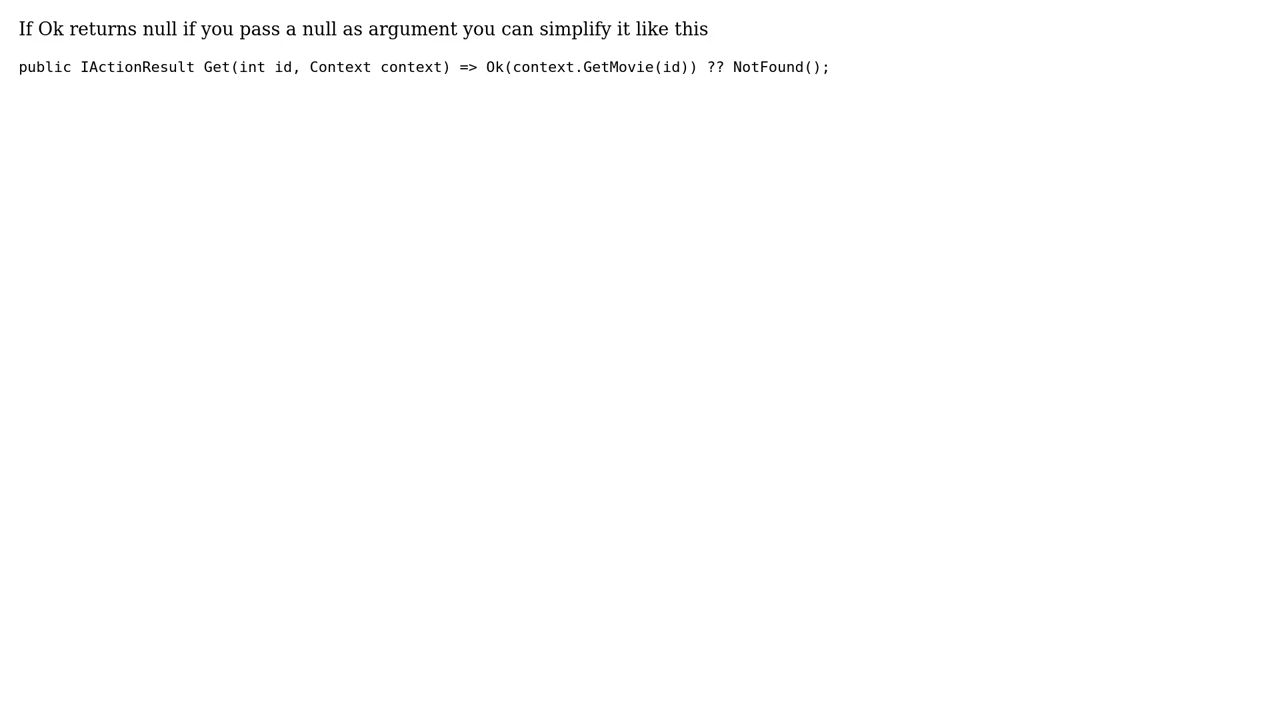 If Ok returns null if you pass a null as argument you can simplify it like this
public IActionResult Get(int id, Context context) => Ok(context.GetMovie(id)) ?? NotFound();